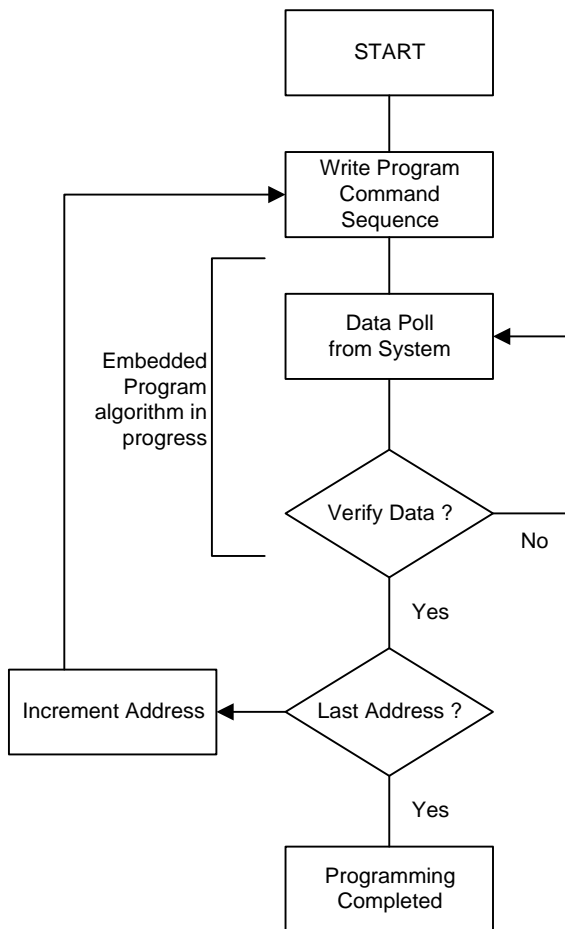 START
Write Program
Command
Sequence
Data Poll
from System
Embedded
Program
algorithm in
progress
Verify Data ?
No
Yes
Increment Address
Last Address ?
Yes
Programming
Completed